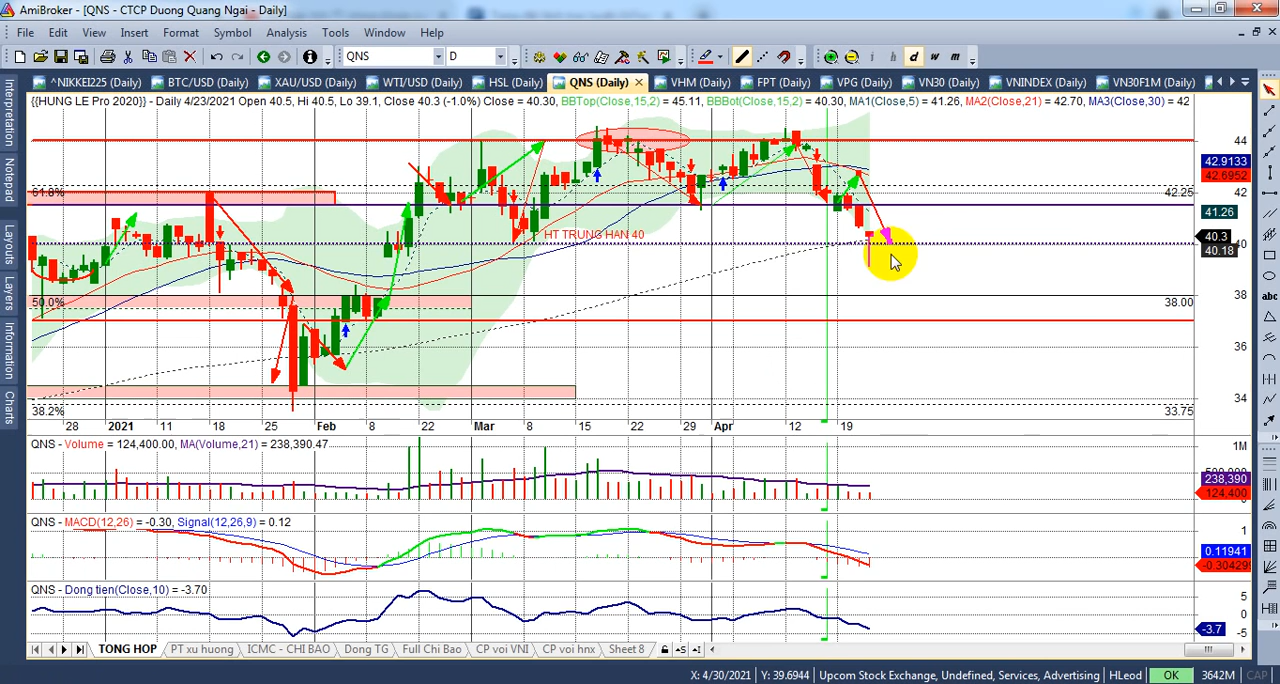 AmiBroker - [QNS - CTCP Duong Quang Ngai - Daily]
File Edit View Insert Format Symbol Analysis Tools Window Help
QNS D i h d w m
^NIKKEI225 (Daily) BTC/USD (Daily) XAU/USD (Daily) WTI/USD (Daily) HSL (Daily) QNS (Daily) VHM (Daily) FPT (Daily) VPG (Daily) VN30 (Daily) VNINDEX (Daily) VN30F1M (Daily)
Interpretation
Notepad
Layouts
Layers
Information
Charts
{{HUNG LE Pro 2020}} - Daily 4/23/2021 Open 40.5, Hi 40.5, Lo 39.1, Close 40.3 (-1.0%) Close = 40.30, BBTop(Close,15,2) = 45.11, BBBot(Close,15,2) = 40.30, MA1(Close,5) = 41.26, MA2(Close,21) = 42.70, MA3(Close,30) = 42
44
42.9133
42.6952
61.8%
42.25
42
41.26
HT TRUNG HAN 40
40.3
40
40.18
38
50.0%
38.00
36
34
38.2%
33.75
28 2021 11 18 25 Feb 8 22 Mar 8 15 22 29 Apr 12 19
QNS - Volume = 124,400.00, MA(Volume,21) = 238,390.47
1M
238,390
124,400
QNS - MACD(12,26) = -0.30, Signal(12,26,9) = 0.12
1
0.11941
-0.304299
QNS - Dong tien(Close,10) = -3.70
5
0
-3.7
-5
TONG HOP PT xu huong ICMC - CHI BAO Dong TG Full Chi Bao CP voi VNI CP voi hnx Sheet 8
X: 4/30/2021 Y: 39.6944 Upcom Stock Exchange, Undefined, Services, Advertising HLeod OK 3642M CAP
abc